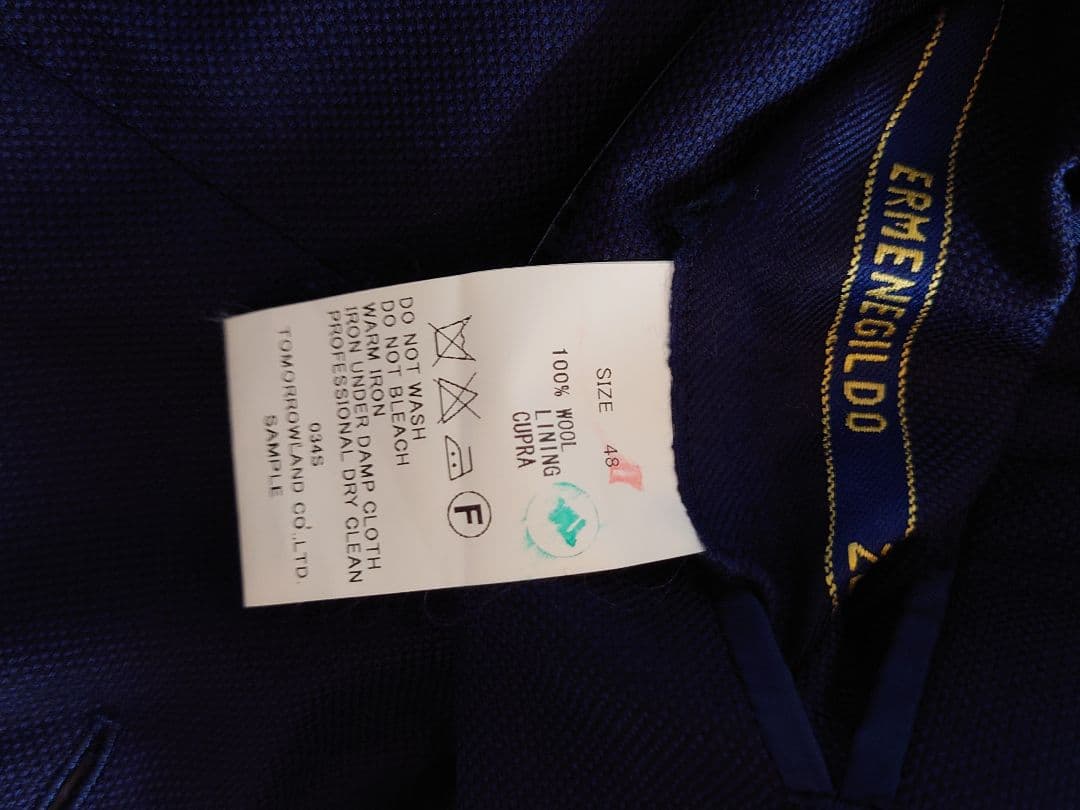 SIZE 48
100% WOOL
LINING
CUPRA
F
DO NOT WASH
DO NOT BLEACH
WARM IRON
IRON UNDER DAMP CLOTH
PROFESSIONAL DRY CLEAN
034S
TOMORROWLAND CO.,LTD.
SAMPLE
ERMENEGILDO